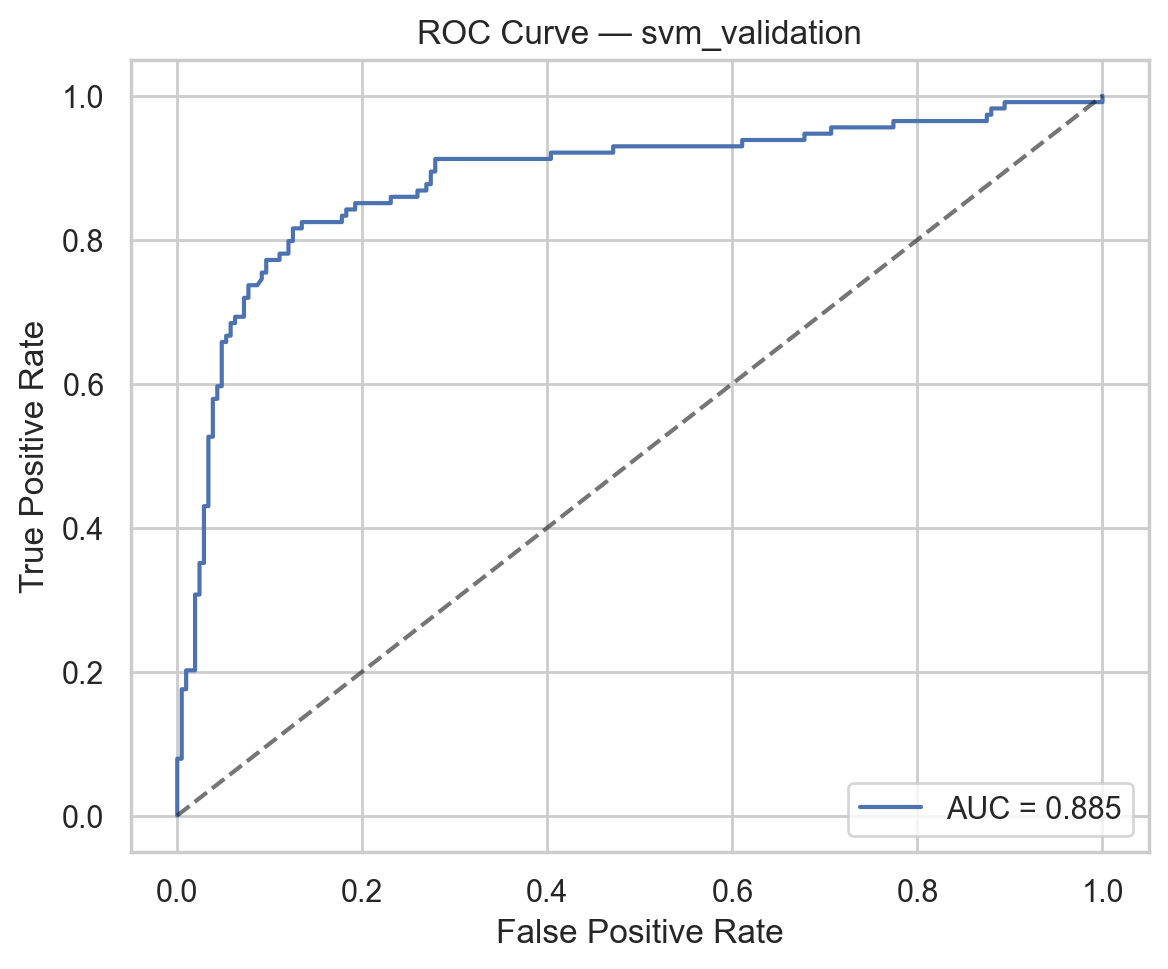 ROC Curve — svm_validation
1.0
0.8
0.6
0.4
0.2
0.0
True Positive Rate
AUC = 0.885
0.0 0.2 0.4 0.6 0.8 1.0
False Positive Rate